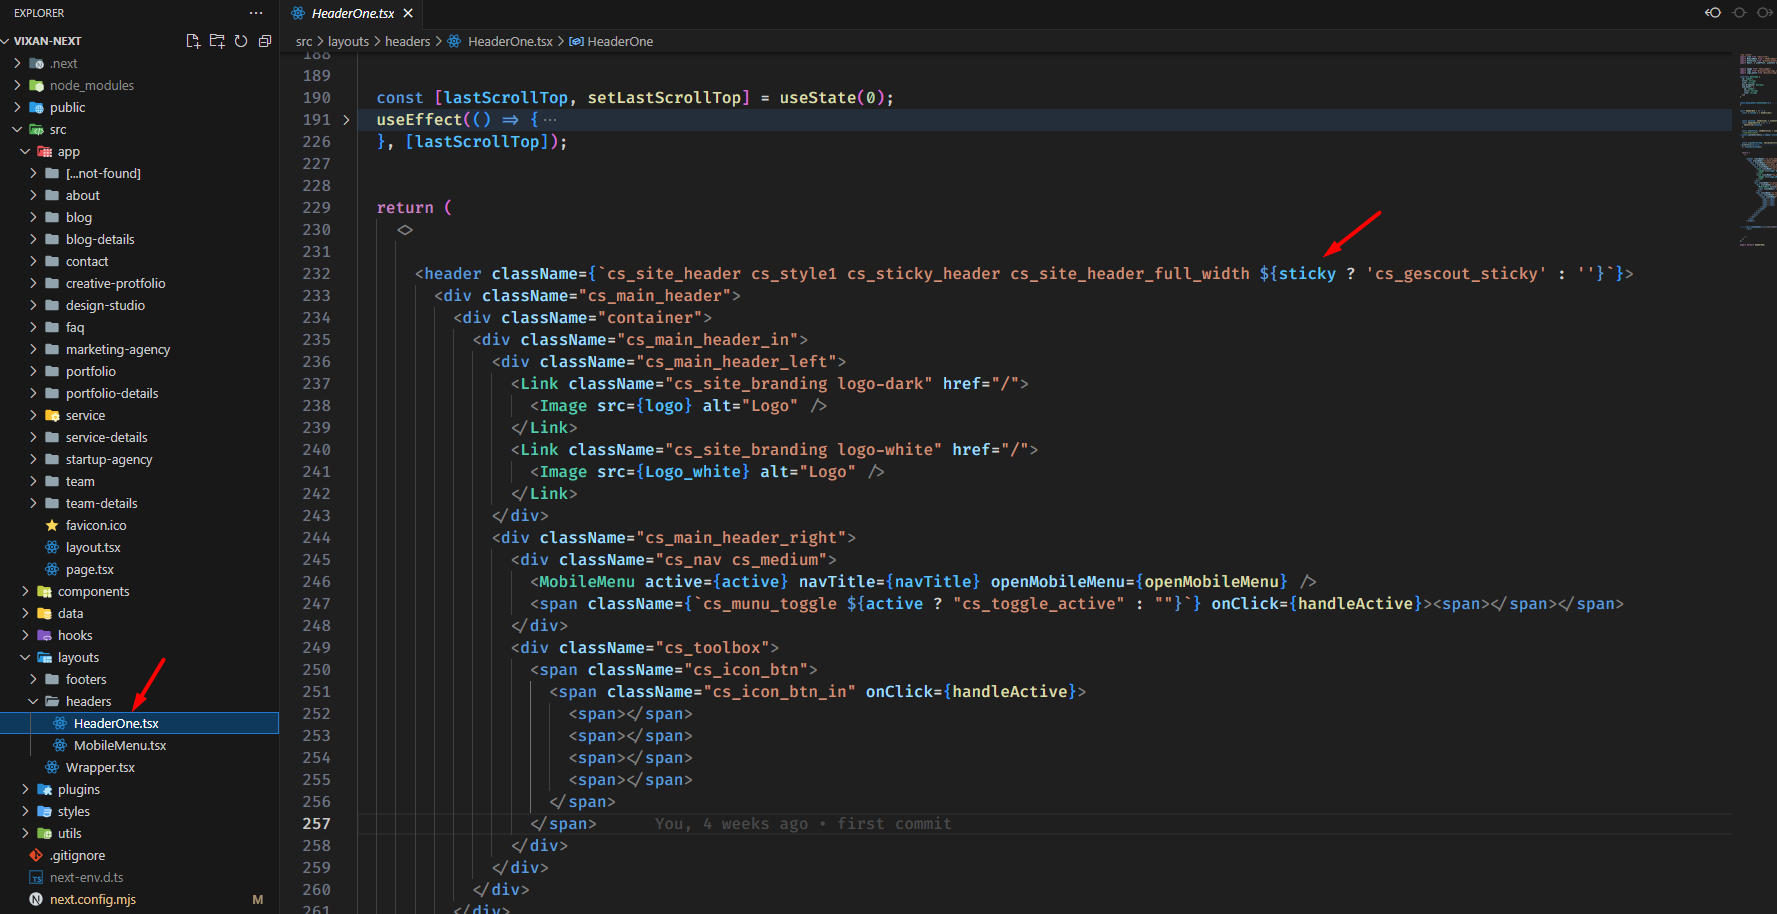 EXPLORER
VIXAN-NEXT
.next
node_modules
public
src
app
[...not-found]
about
blog
blog-details
contact
creative-protfolio
design-studio
faq
marketing-agency
portfolio
portfolio-details
service
service-details
startup-agency
team
team-details
favicon.ico
layout.tsx
page.tsx
components
data
hooks
layouts
footers
headers
HeaderOne.tsx
MobileMenu.tsx
Wrapper.tsx
plugins
styles
utils
.gitignore
next-env.d.ts
next.config.mjs M
HeaderOne.tsx
src > layouts > headers > HeaderOne.tsx > HeaderOne
188
189
190 const [lastScrollTop, setLastScrollTop] = useState(0);
191 useEffect(() => { ...
226 }, [lastScrollTop]);
227
228
229 return (
230 <>
231
232 <header className={`cs_site_header cs_style1 cs_sticky_header cs_site_header_full_width ${sticky ? 'cs_gescout_sticky' : ''}`}>
233 <div className="cs_main_header">
234 <div className="container">
235 <div className="cs_main_header_in">
236 <div className="cs_main_header_left">
237 <Link className="cs_site_branding logo-dark" href="/">
238 <Image src={logo} alt="Logo" />
239 </Link>
240 <Link className="cs_site_branding logo-white" href="/">
241 <Image src={Logo_white} alt="Logo" />
242 </Link>
243 </div>
244 <div className="cs_main_header_right">
245 <div className="cs_nav cs_medium">
246 <MobileMenu active={active} navTitle={navTitle} openMobileMenu={openMobileMenu} />
247 <span className={`cs_munu_toggle ${active ? "cs_toggle_active" : ""}`} onClick={handleActive}><span></span></span>
248 </div>
249 <div className="cs_toolbox">
250 <span className="cs_icon_btn">
251 <span className="cs_icon_btn_in" onClick={handleActive}>
252 <span></span>
253 <span></span>
254 <span></span>
255 <span></span>
256 </span>
257 </span> You, 4 weeks ago • first commit
258 </div>
259 </div>
260 </div>
261 </div>